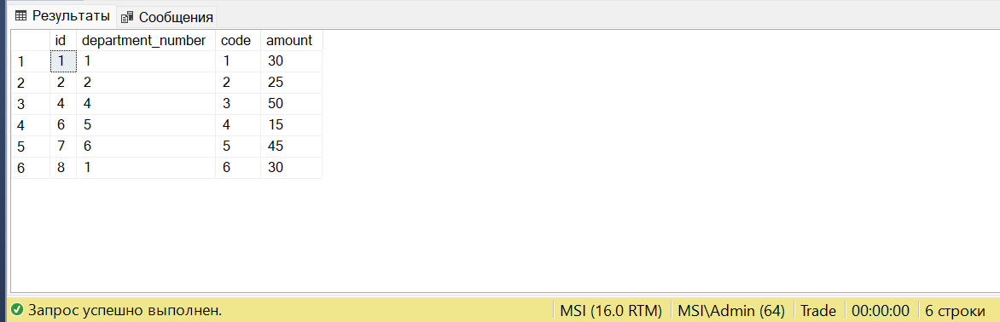 Результаты Сообщения
id department_number code amount
1 1 1 1 30
2 2 2 2 25
3 4 4 3 50
4 6 5 4 15
5 7 6 5 45
6 8 1 6 30
Запрос успешно выполнен. MSI (16.0 RTM) MSI\Admin (64) Trade 00:00:00 6 строки